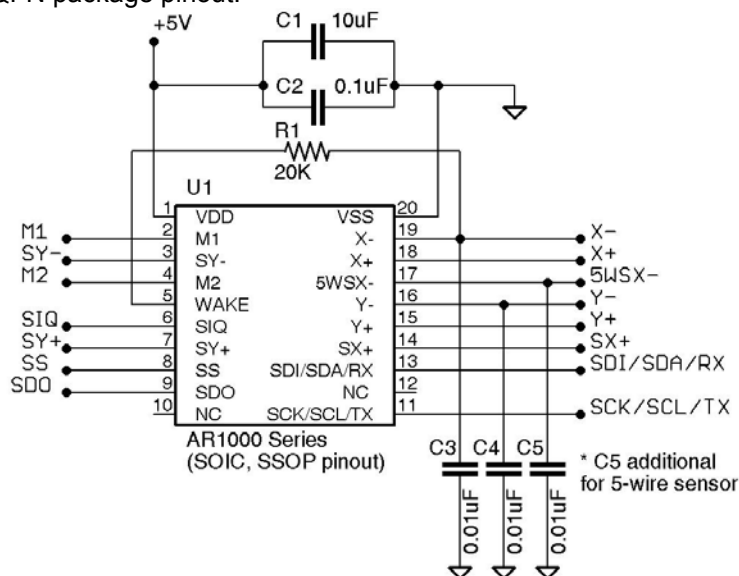 package pinout.
+5V
C1 10uF
C2 0.1uF
R1
20K
U1
1 VDD VSS 20
M1 2 M1 X- 19 X-
SY- 3 SY- X+ 18 X+
M2 4 M2 5WSX- 17 5WSX-
5 WAKE Y- 16 Y-
SIQ 6 SIQ Y+ 15 Y+
SY+ 7 SY+ SX+ 14 SX+
SS 8 SS SDI/SDA/RX 13 SDI/SDA/RX
SDO 9 SDO NC 12
10 NC SCK/SCL/TX 11 SCK/SCL/TX
AR1000 Series
(SOIC, SSOP pinout)
C3 C4 C5
0.01uF 0.01uF 0.01uF
* C5 additional
for 5-wire sensor